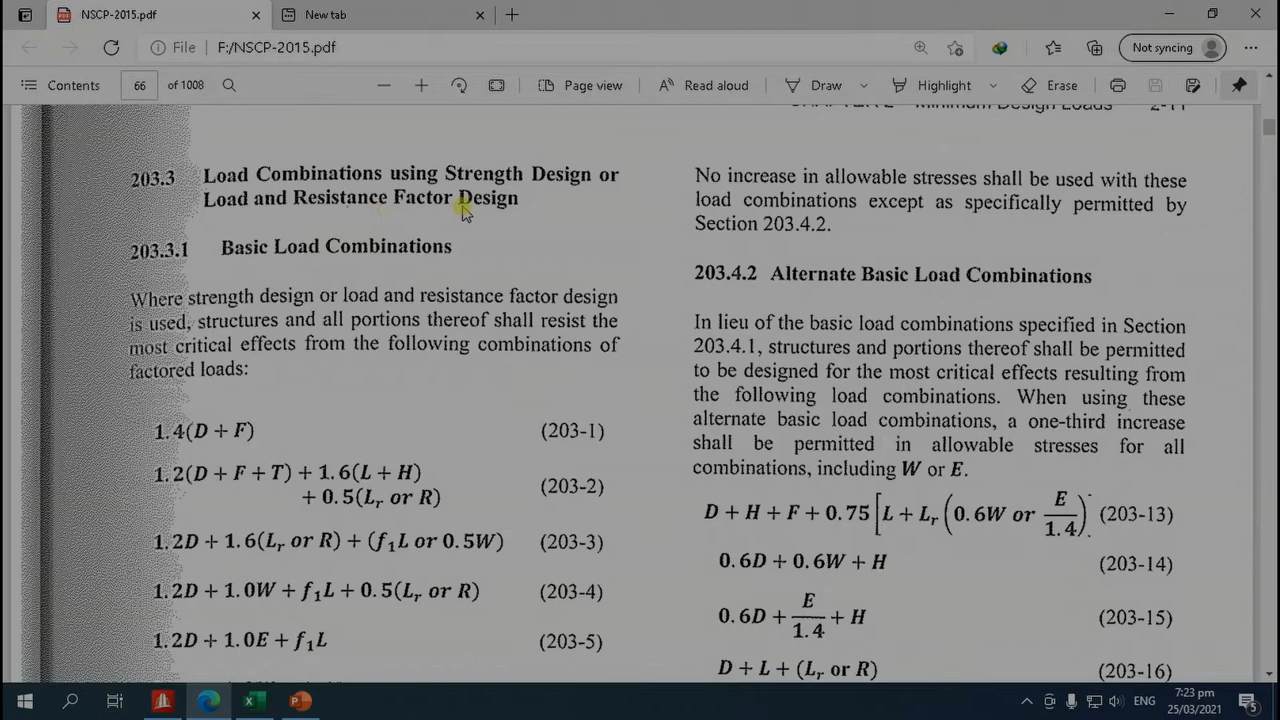 NSCP-2015.pdf
New tab
File
F:/NSCP-2015.pdf
Not syncing
Contents
66
of 1008
Page view
Read aloud
Draw
Highlight
Erase
CHAPTER 2 Minimum Design Loads 2-11
203.3 Load Combinations using Strength Design or
Load and Resistance Factor Design
203.3.1 Basic Load Combinations
Where strength design or load and resistance factor design
is used, structures and all portions thereof shall resist the
most critical effects from the following combinations of
factored loads:
1.4(D + F) (203-1)
1.2(D + F + T) + 1.6(L + H)
+ 0.5(Lr or R) (203-2)
1.2D + 1.6(Lr or R) + (f1L or 0.5W) (203-3)
1.2D + 1.0W + f1L + 0.5(Lr or R) (203-4)
1.2D + 1.0E + f1L (203-5)
No increase in allowable stresses shall be used with these
load combinations except as specifically permitted by
Section 203.4.2.
203.4.2 Alternate Basic Load Combinations
In lieu of the basic load combinations specified in Section
203.4.1, structures and portions thereof shall be permitted
to be designed for the most critical effects resulting from
the following load combinations. When using these
alternate basic load combinations, a one-third increase
shall be permitted in allowable stresses for all
combinations, including W or E.
D + H + F + 0.75 [L + Lr (0.6W or E/1.4) (203-13)
0.6D + 0.6W + H (203-14)
0.6D + E/1.4 + H (203-15)
D + L + (Lr or R) (203-16)
ENG
7:23 pm
25/03/2021
5